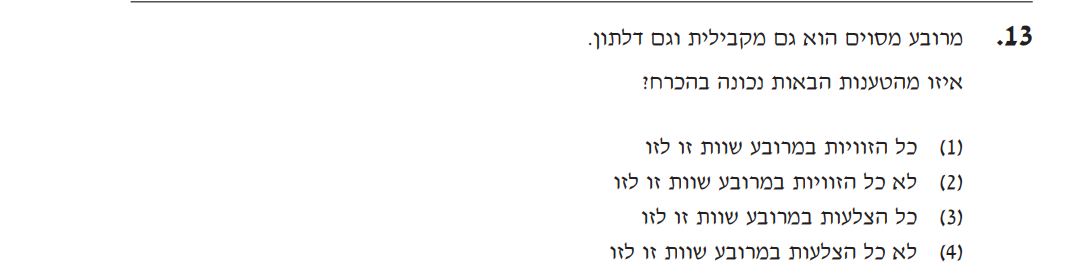 13. מרובע מסוים הוא גם מקבילית וגם דלתון.
איזו מהטענות הבאות נכונה בהכרח?
(1) כל הזוויות במרובע שוות זו לזו
(2) לא כל הזוויות במרובע שוות זו לזו
(3) כל הצלעות במרובע שוות זו לזו
(4) לא כל הצלעות במרובע שוות זו לזו